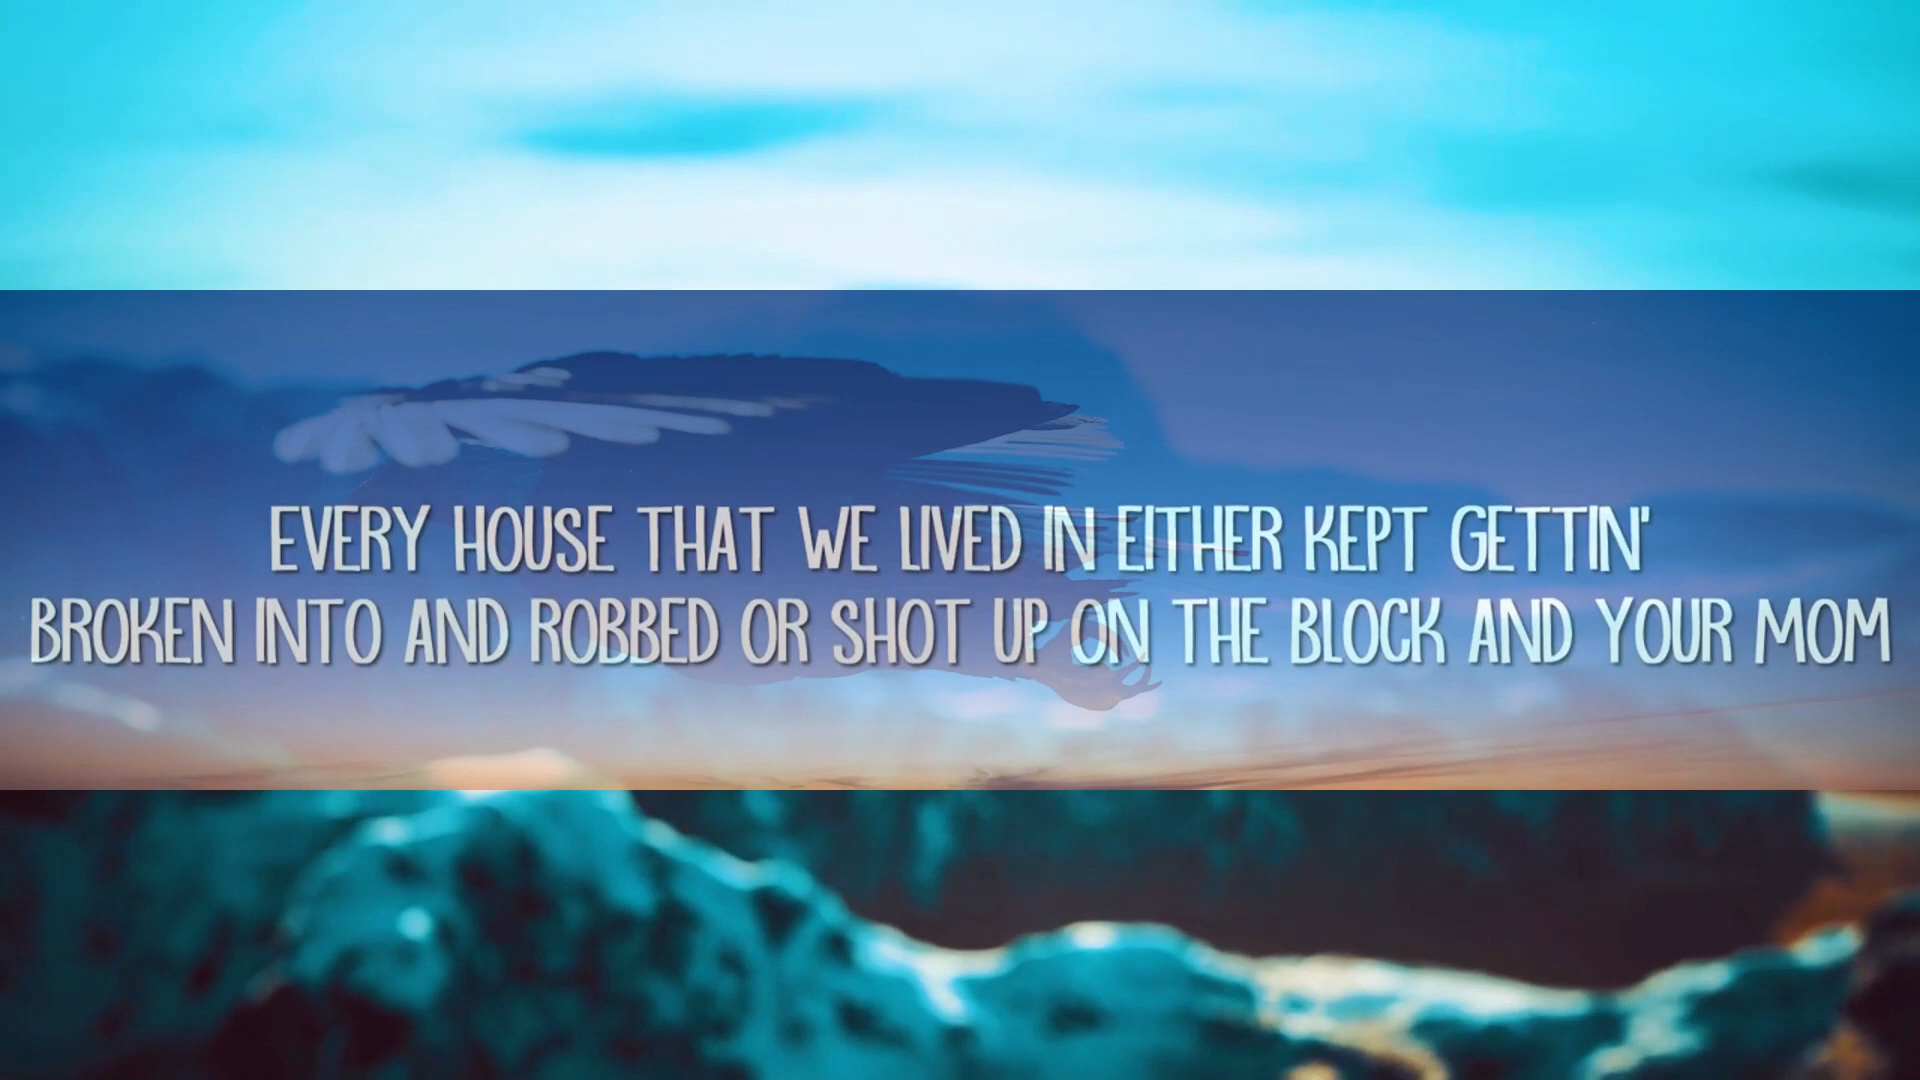 EVERY HOUSE THAT WE LIVED IN EITHER KEPT GETTIN'
BROKEN INTO AND ROBBED OR SHOT UP ON THE BLOCK AND YOUR MOM